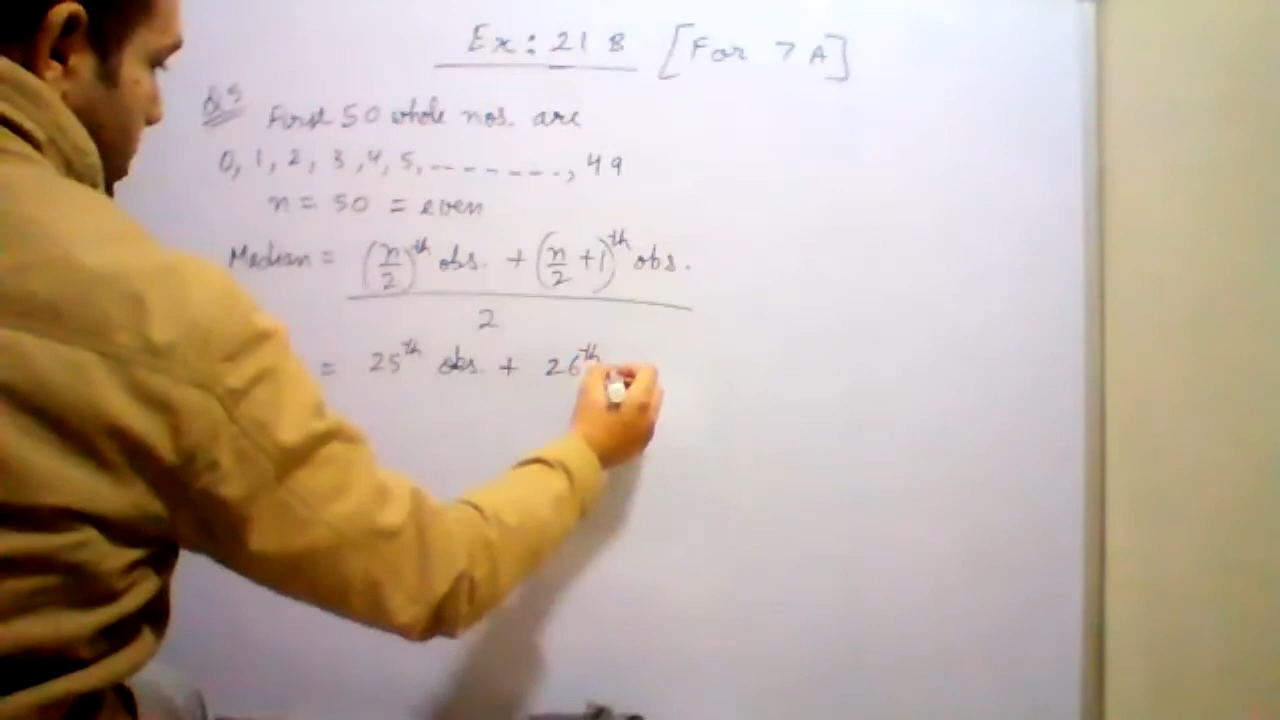 Ex: 21 B [For 7 A]
Q5 First 50 whole nos. are
0, 1, 2, 3, 4, 5, -------, 49
n = 50 = even
Median = (n/2)th obs. + (n/2 + 1)th obs.
2
= 25th obs. + 26th